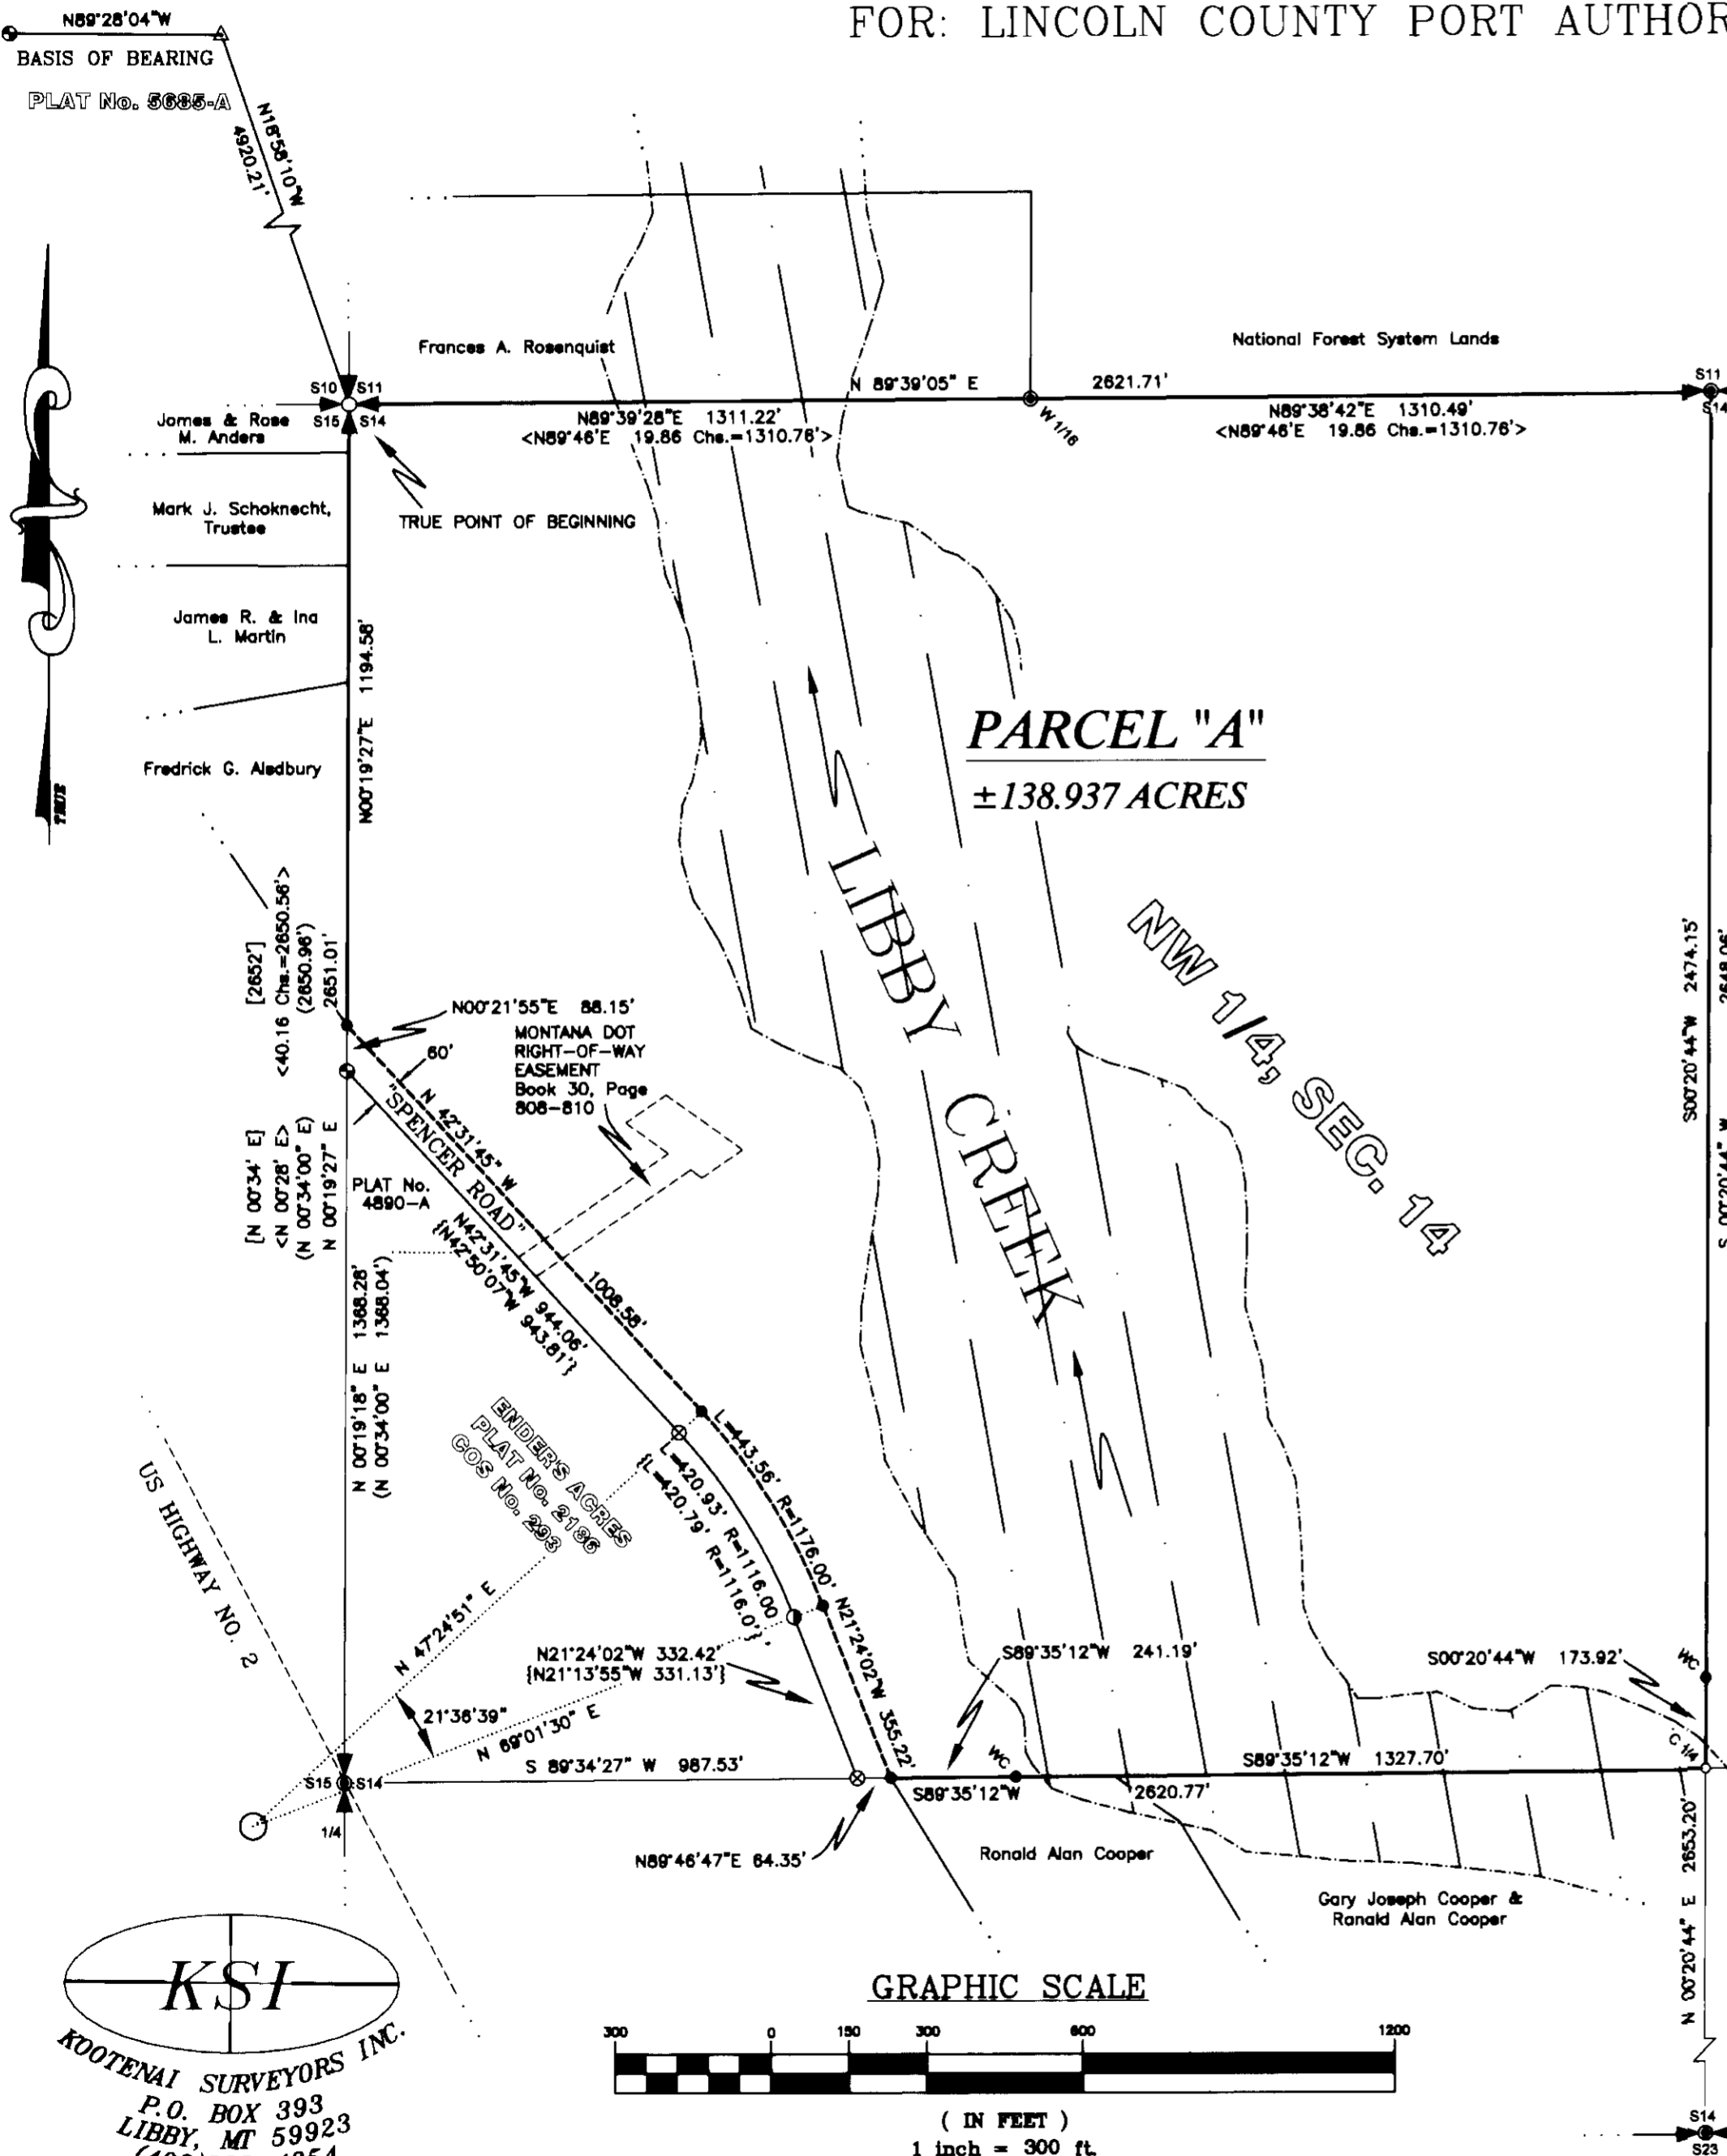 FOR: LINCOLN COUNTY PORT AUTHOR
N89°28'04"W
BASIS OF BEARING
PLAT No. 5685-A
N18°58'10"W
4920.21'
Frances A. Rosenquist
National Forest System Lands
S10 S11
S15 S14
S11
S14
N 89°39'05" E 2621.71'
N89°39'28"E 1311.22'
<N89°46'E 19.86 Chs.=1310.76'>
W 1/16
N89°38'42"E 1310.49'
<N89°46'E 19.86 Chs.=1310.76'>
James & Rose
M. Anders
TRUE POINT OF BEGINNING
Mark J. Schoknecht,
Trustee
James R. & Ina
L. Martin
Fredrick G. Aledbury
TRUE
N00°19'27"E 1194.58'
PARCEL "A"
±138.937 ACRES
LIBBY CREEK
NW 1/4, SEC. 14
S00°20'44"W 2474.15'
S 00°20'44" W 2648.06'
[N 00°34' E] [2652']
<N 00°28' E> <40.16 Chs.=2650.56'>
(N 00°34'00" E) (2650.96')
N 00°19'27" E 2651.01'
N00°21'55"E 88.15'
60'
MONTANA DOT
RIGHT-OF-WAY
EASEMENT
Book 30, Page
808-810
"SPENCER ROAD"
N 42°31'45" W 1008.58'
PLAT No.
4890-A
N42°31'45"W 944.06'
{N42°50'07"W 943.81'}
N 00°19'18" E 1368.28'
(N 00°34'00" E 1368.04')
ENDER'S ACRES
PLAT NO. 2186
COS No. 293
US HIGHWAY NO. 2
L=443.56' R=1176.00'
L=420.93' R=1116.00'
{L=420.79' R=1116.0'}
N21°24'02"W 355.22'
N21°24'02"W 332.42'
{N21°13'55"W 331.13'}
N 47°24'51" E
21°36'39"
N 69°01'30" E
S89°35'12"W 241.19'
S00°20'44"W 173.92'
WC
C 1/4
S 89°34'27" W 987.53'
WC
S89°35'12"W 1327.70'
S15 S14
1/4
S89°35'12"W 2620.77'
N89°46'47"E 64.35'
Ronald Alan Cooper
Gary Joseph Cooper &
Ranald Alan Cooper
N 00°20'44" E 2653.20'
KSI
KOOTENAI SURVEYORS INC.
P.O. BOX 393
LIBBY, MT 59923
GRAPHIC SCALE
300 0 150 300 600 1200
( IN FEET )
1 inch = 300 ft.
S14
S23